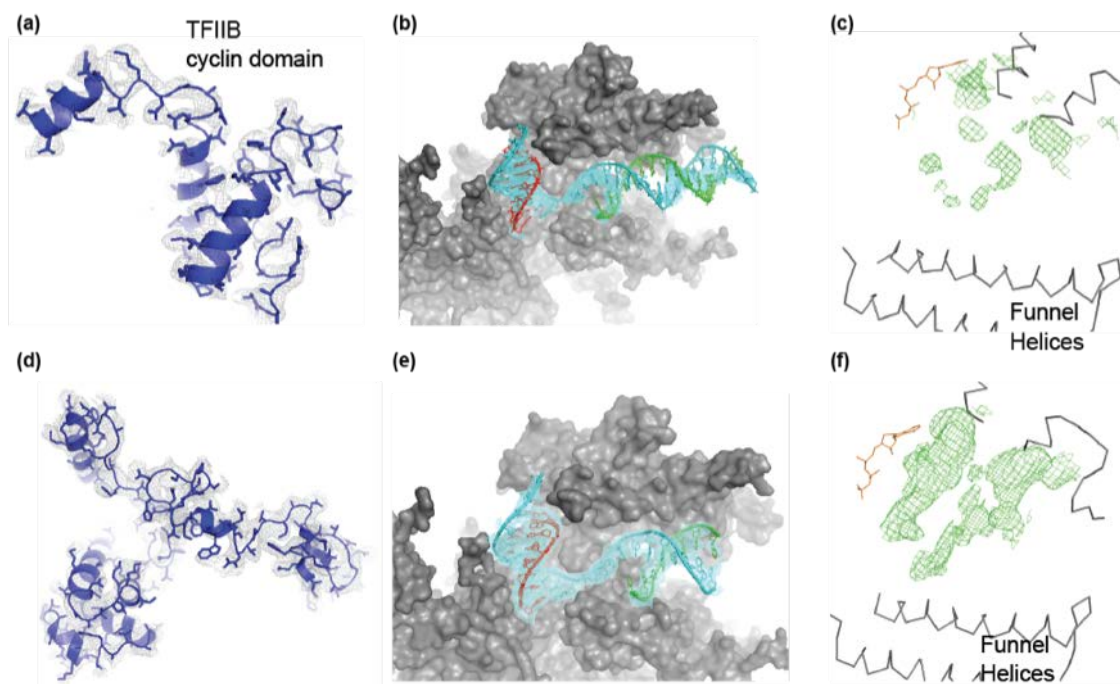 (a)
TFIIB
cyclin domain
(b)
(c)
Funnel
Helices
(d)
(e)
(f)
Funnel
Helices